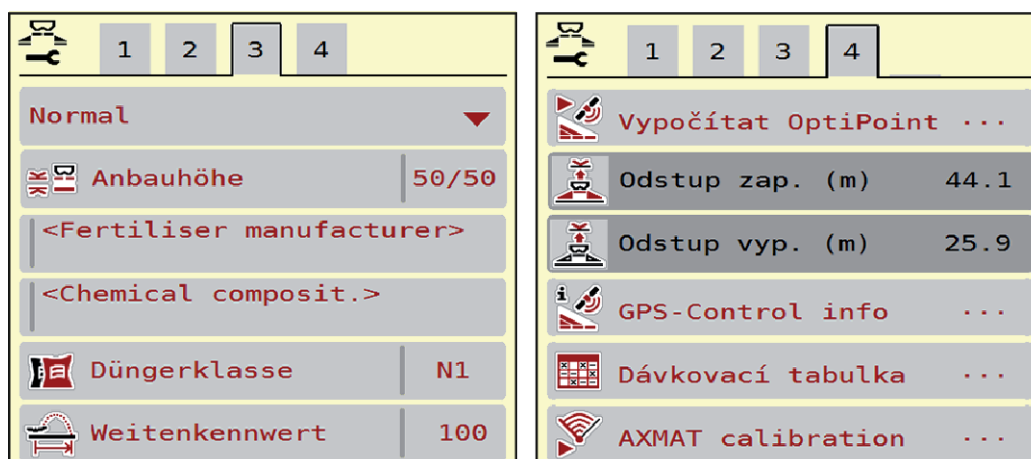 1 2 3 4
Normal
Anbauhöhe 50/50
<Fertiliser manufacturer>
<Chemical composit.>
Düngerklasse N1
Weitenkennwert 100
1 2 3 4
Vypočítat OptiPoint ...
Odstup zap. (m) 44.1
Odstup vyp. (m) 25.9
GPS-Control info ...
Dávkovací tabulka ...
AXMAT calibration ...